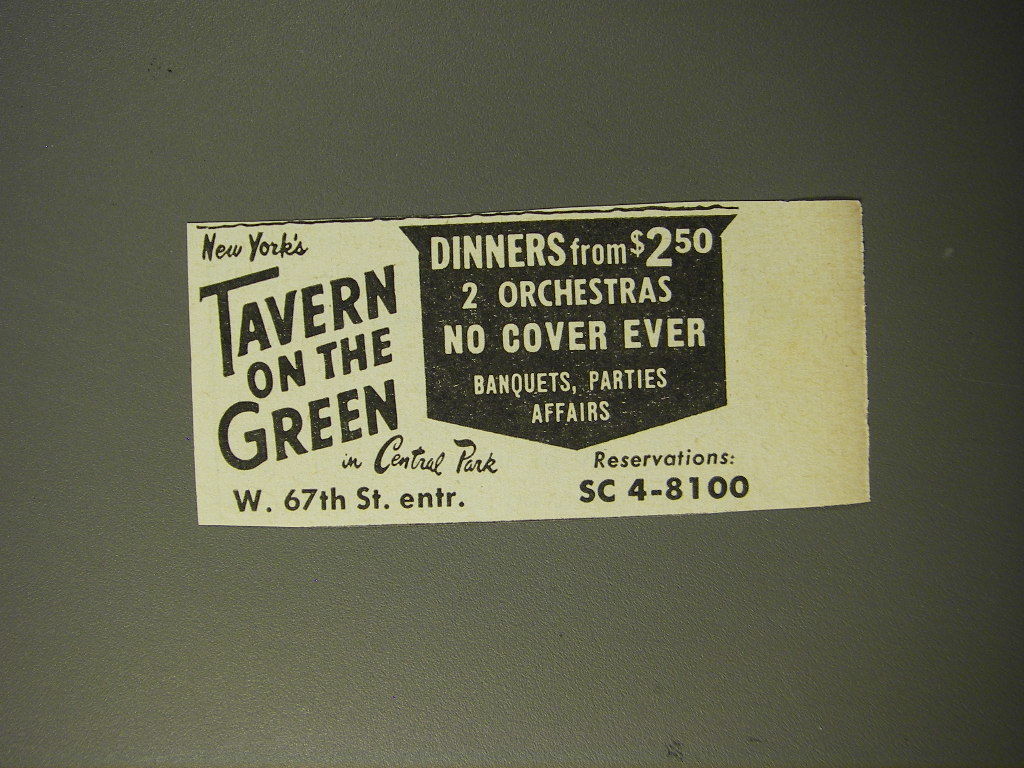 New York's
TAVERN
ON THE
GREEN
in Central Park
W. 67th St. entr.
DINNERS from $2.50
2 ORCHESTRAS
NO COVER EVER
BANQUETS, PARTIES
AFFAIRS
Reservations:
SC 4-8100